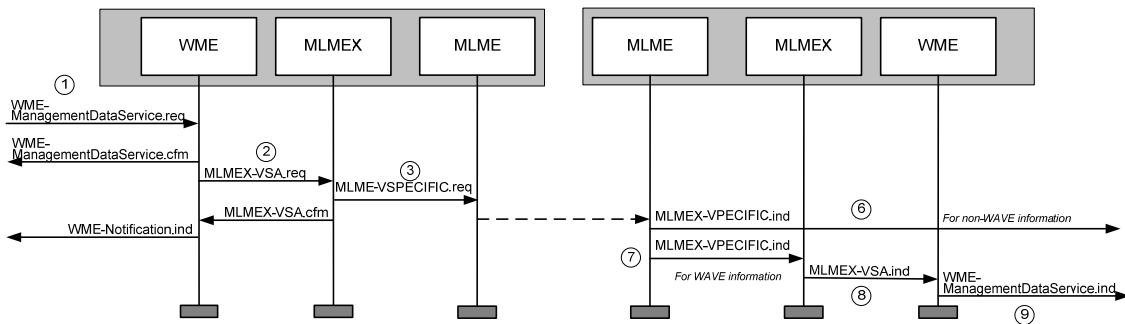 WME
MLMEX
MLME
MLME
MLMEX
WME
1
WME-
ManagementDataService.req
WME-
ManagementDataService.cfm
2
MLMEX-VSA.req
3
MLME-VSPECIFIC.req
MLMEX-VSA.cfm
WME-Notification.ind
MLMEX-VPECIFIC.ind
6
For non-WAVE information
7
MLMEX-VPECIFIC.ind
For WAVE information
MLMEX-VSA.ind
8
WME-
ManagementDataService.ind
9